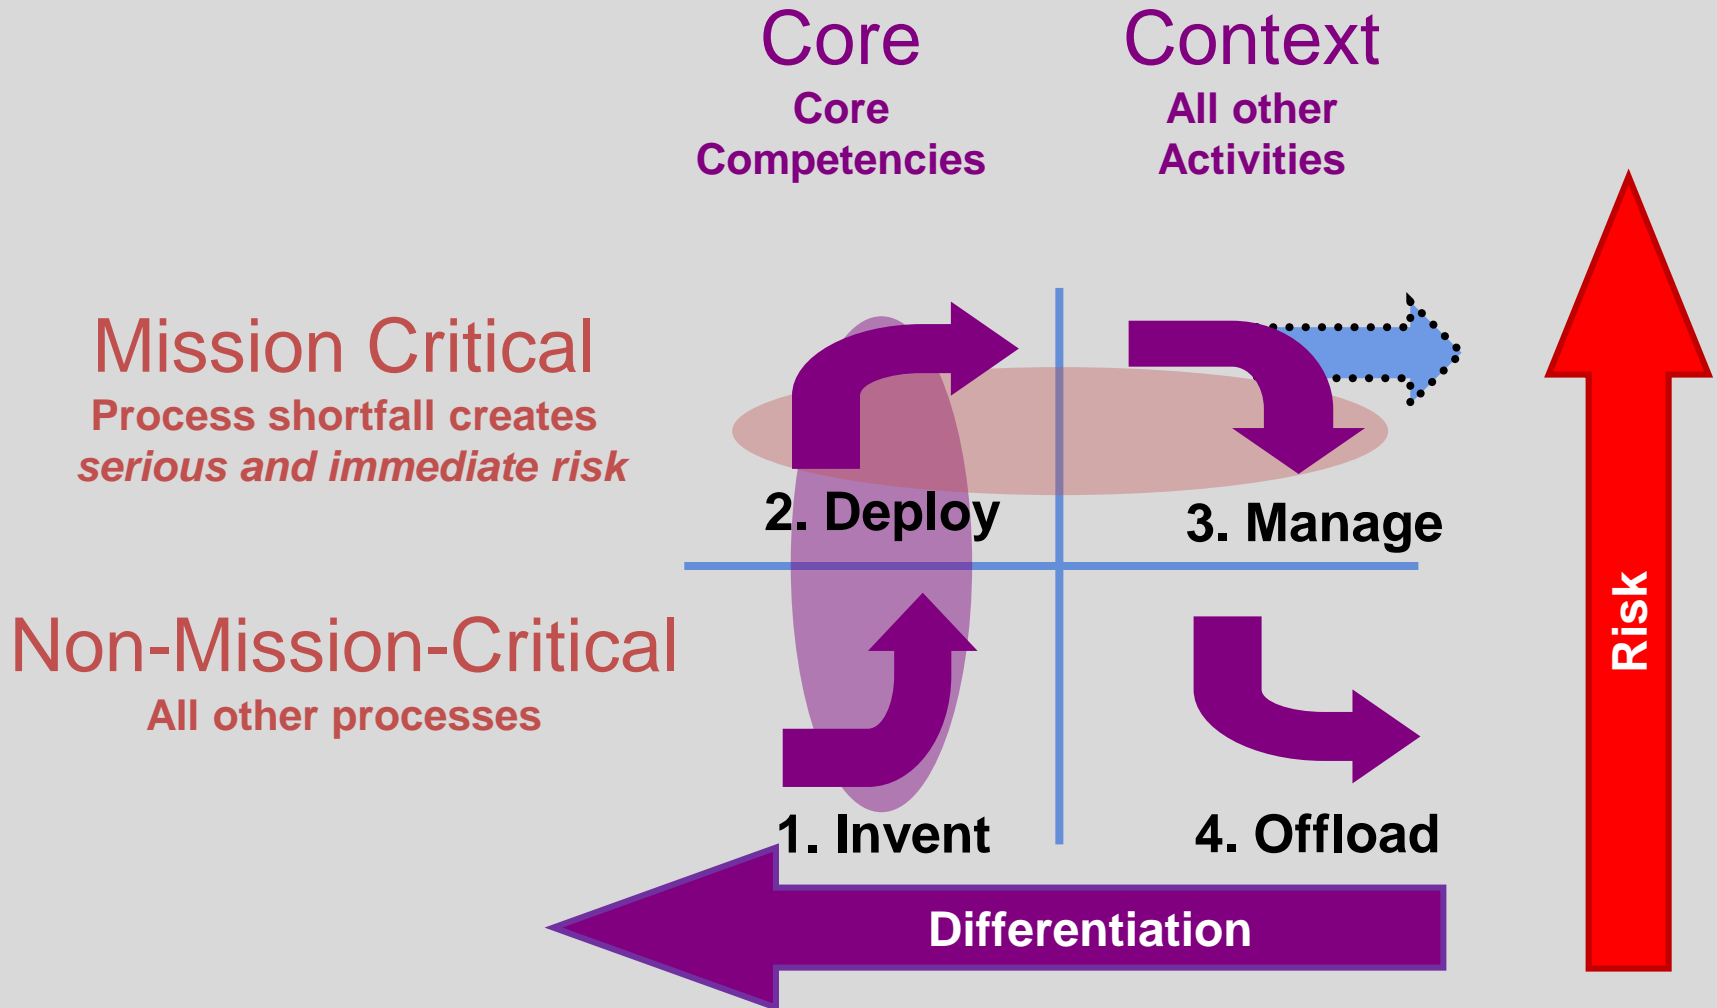 Core
Core
Competencies
Context
All other
Activities
Mission Critical
Process shortfall creates
serious and immediate risk
2. Deploy
3. Manage
Non-Mission-Critical
All other processes
1. Invent
4. Offload
Differentiation
Risk